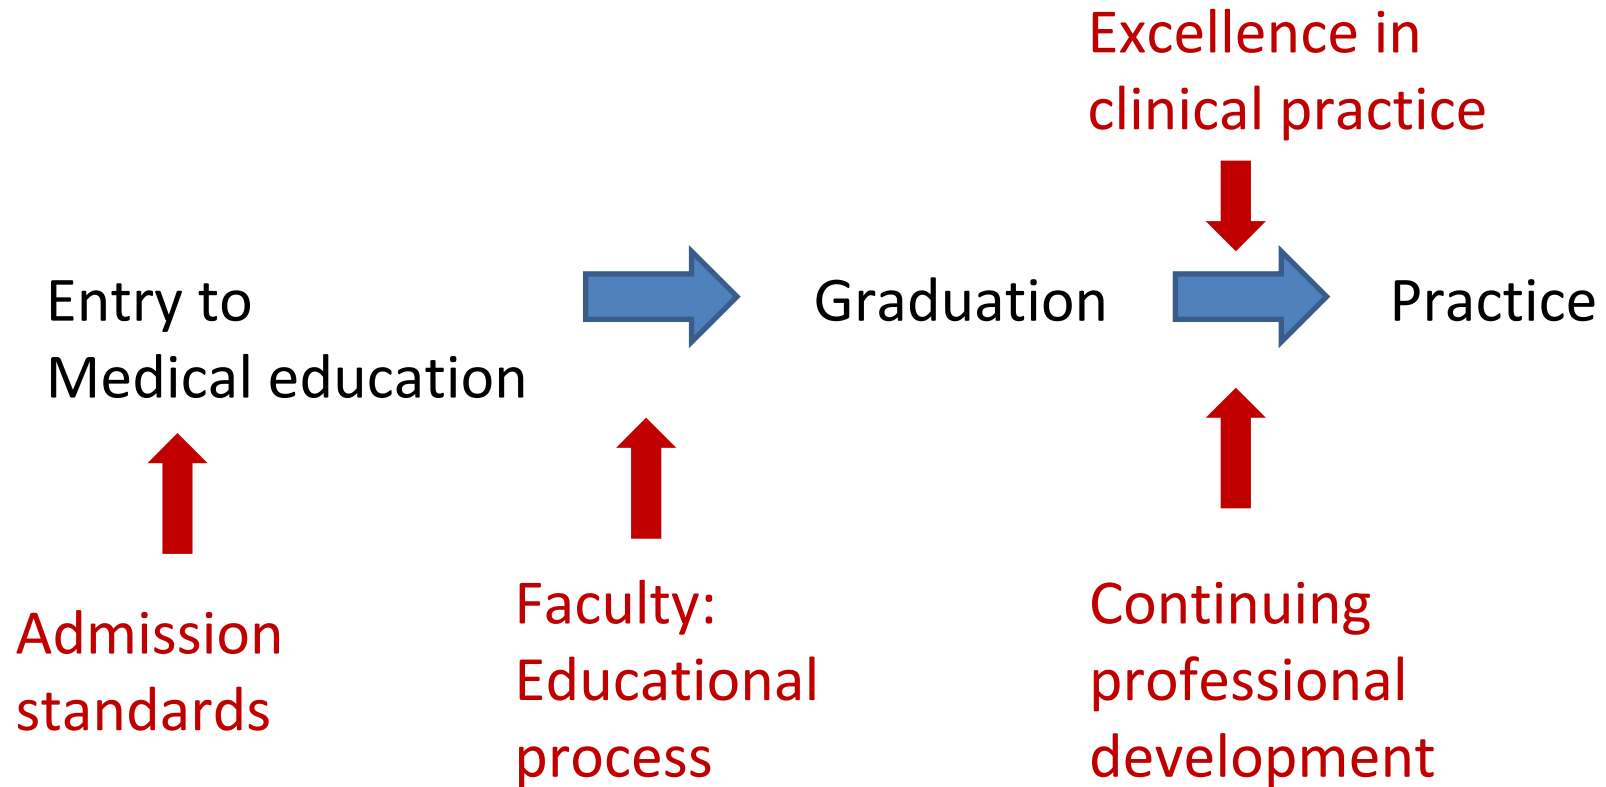 Excellence in
clinical practice
Entry to
Medical education
Graduation
Practice
Admission
standards
Faculty:
Educational
process
Continuing
professional
development